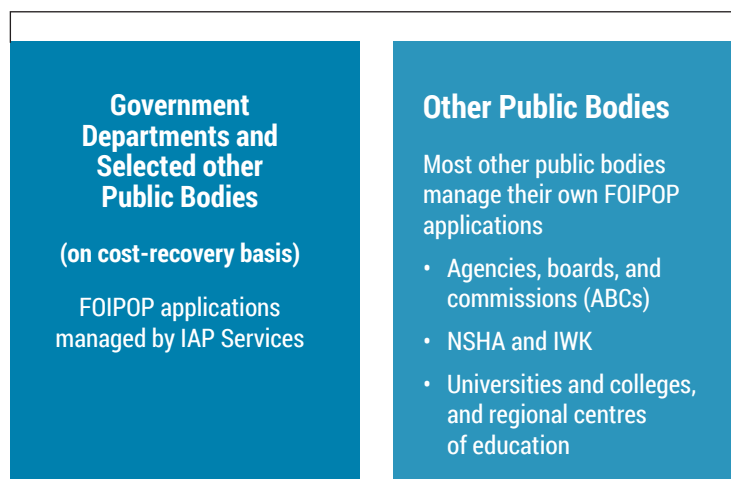 Government
Departments and
Selected other
Public Bodies
(on cost-recovery basis)
FOIPOP applications
managed by IAP Services
Other Public Bodies
Most other public bodies
manage their own FOIPOP
applications
• Agencies, boards, and
commissions (ABCs)
• NSHA and IWK
• Universities and colleges,
and regional centres
of education